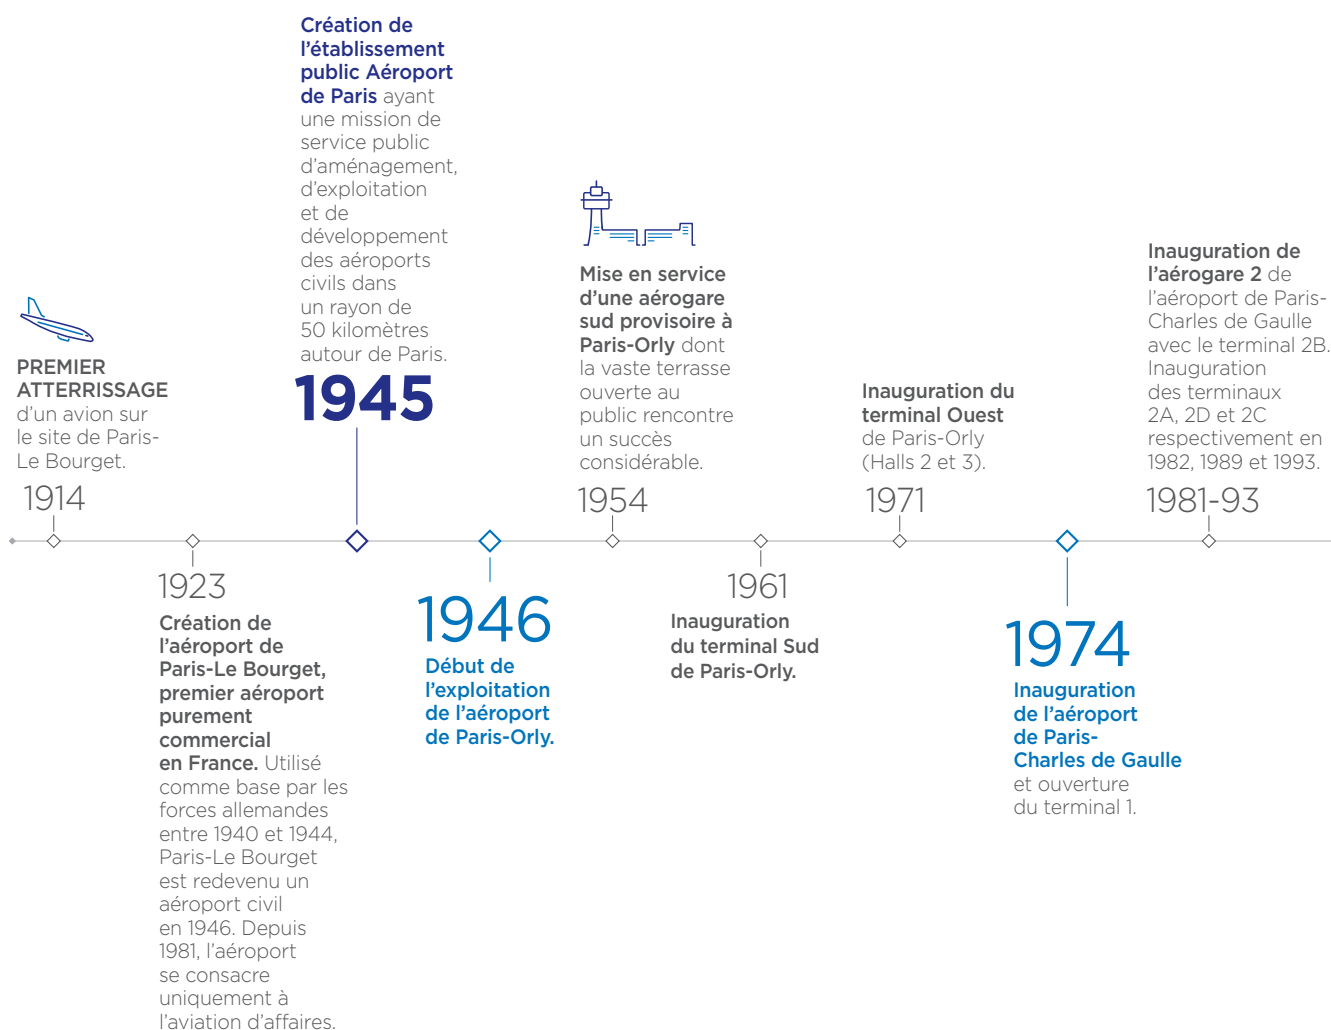 PREMIER
ATTERRISSAGE
d'un avion sur
le site de Paris-
Le Bourget.
1914
1923
Création de
l'aéroport de
Paris-Le Bourget,
premier aéroport
purement
commercial
en France. Utilisé
comme base par les
forces allemandes
entre 1940 et 1944,
Paris-Le Bourget
est redevenu un
aéroport civil
en 1946. Depuis
1981, l'aéroport
se consacre
uniquement à
l'aviation d'affaires.
Création de
l'établissement
public Aéroport
de Paris ayant
une mission de
service public
d'aménagement,
d'exploitation
et de
développement
des aéroports
civils dans
un rayon de
50 kilomètres
autour de Paris.
1945
1946
Début de
l'exploitation
de l'aéroport
de Paris-Orly.
Mise en service
d'une aérogare
sud provisoire à
Paris-Orly dont
la vaste terrasse
ouverte au
public rencontre
un succès
considérable.
1954
1961
Inauguration
du terminal Sud
de Paris-Orly.
Inauguration du
terminal Ouest
de Paris-Orly
(Halls 2 et 3).
1971
1974
Inauguration
de l'aéroport
de Paris-
Charles de Gaulle
et ouverture
du terminal 1.
Inauguration de
l'aérogare 2 de
l'aéroport de Paris-
Charles de Gaulle
avec le terminal 2B.
Inauguration
des terminaux
2A, 2D et 2C
respectivement en
1982, 1989 et 1993.
1981-93